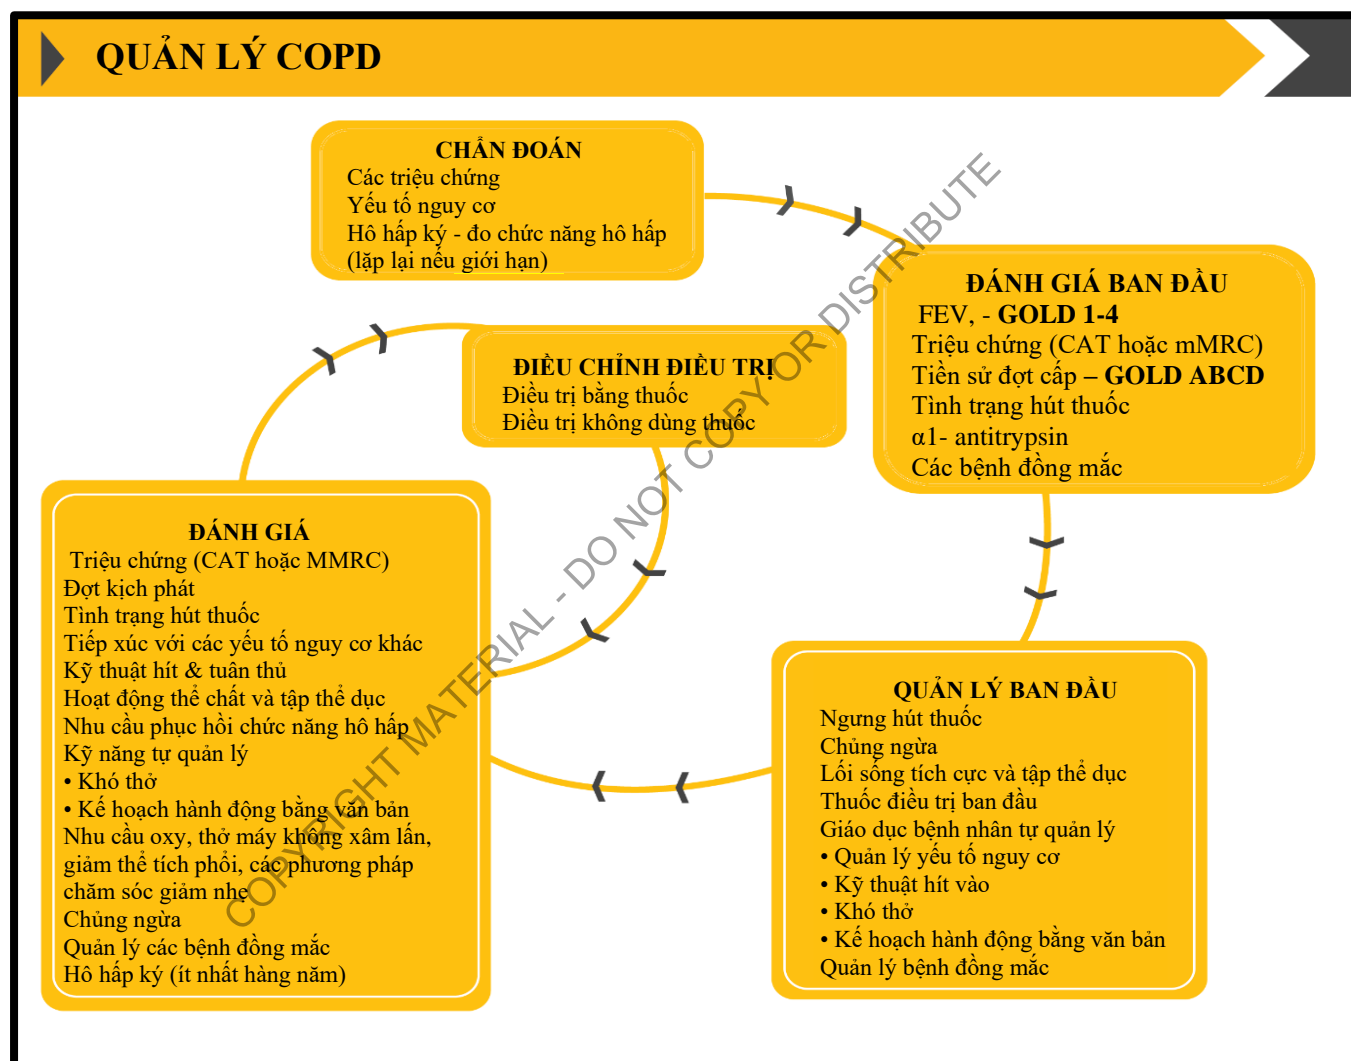 QUẢN LÝ COPD
CHẨN ĐOÁN
Các triệu chứng
Yếu tố nguy cơ
Hô hấp ký - đo chức năng hô hấp
(lặp lại nếu giới hạn)
ĐÁNH GIÁ BAN ĐẦU
FEV, - GOLD 1-4
Triệu chứng (CAT hoặc mMRC)
Tiền sử đợt cấp – GOLD ABCD
Tình trạng hút thuốc
α1- antitrypsin
Các bệnh đồng mắc
ĐIỀU CHỈNH ĐIỀU TRỊ
Điều trị bằng thuốc
Điều trị không dùng thuốc
ĐÁNH GIÁ
Triệu chứng (CAT hoặc MMRC)
Đợt kịch phát
Tình trạng hút thuốc
Tiếp xúc với các yếu tố nguy cơ khác
Kỹ thuật hít & tuân thủ
Hoạt động thể chất và tập thể dục
Nhu cầu phục hồi chức năng hô hấp
Kỹ năng tự quản lý
• Khó thở
• Kế hoạch hành động bằng văn bản
Nhu cầu oxy, thở máy không xâm lấn,
giảm thể tích phổi, các phương pháp
chăm sóc giảm nhẹ
Chủng ngừa
Quản lý các bệnh đồng mắc
Hô hấp ký (ít nhất hàng năm)
QUẢN LÝ BAN ĐẦU
Ngưng hút thuốc
Chủng ngừa
Lối sống tích cực và tập thể dục
Thuốc điều trị ban đầu
Giáo dục bệnh nhân tự quản lý
• Quản lý yếu tố nguy cơ
• Kỹ thuật hít vào
• Khó thở
• Kế hoạch hành động bằng văn bản
Quản lý bệnh đồng mắc
COPYRIGHT MATERIAL - DO NOT COPY OR DISTRIBUTE